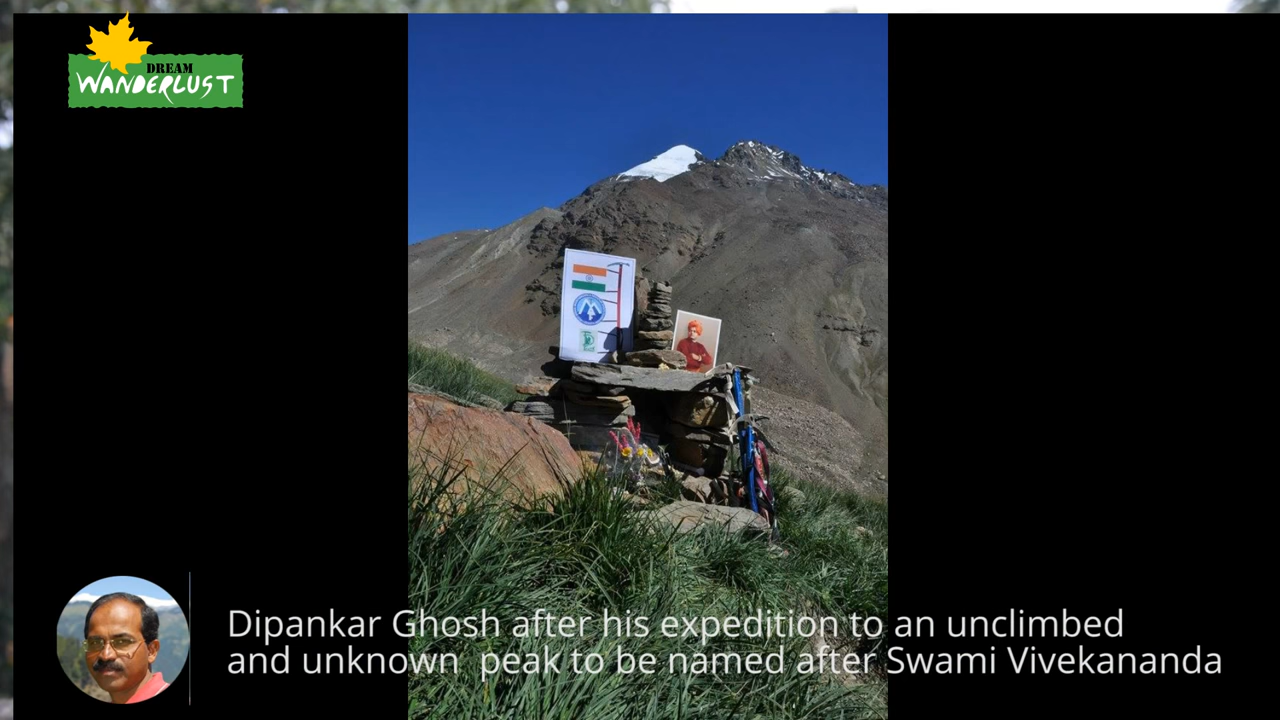 DREAM
WANDERLUST
Dipankar Ghosh after his expedition to an unclimbed
and unknown peak to be named after Swami Vivekananda